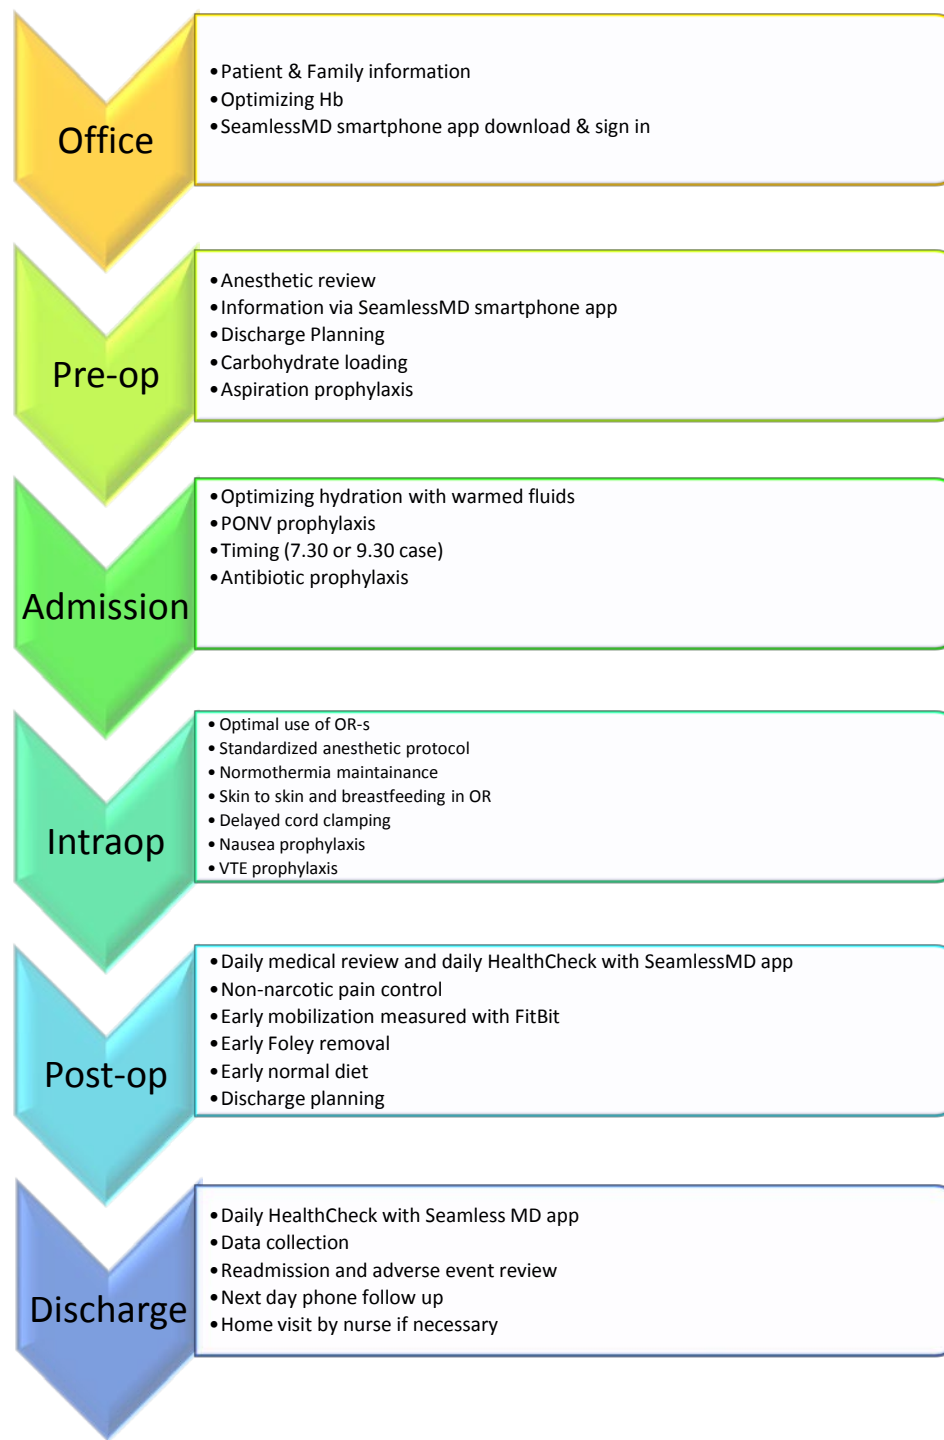 Office
•Patient & Family information
•Optimizing Hb
•SeamlessMD smartphone app download & sign in
Pre-op
•Anesthetic review
•Information via SeamlessMD smartphone app
•Discharge Planning
•Carbohydrate loading
•Aspiration prophylaxis
Admission
•Optimizing hydration with warmed fluids
•PONV prophylaxis
•Timing (7.30 or 9.30 case)
•Antibiotic prophylaxis
Intraop
•Optimal use of OR-s
•Standardized anesthetic protocol
•Normothermia maintainance
•Skin to skin and breastfeeding in OR
•Delayed cord clamping
•Nausea prophylaxis
•VTE prophylaxis
Post-op
•Daily medical review and daily HealthCheck with SeamlessMD app
•Non-narcotic pain control
•Early mobilization measured with FitBit
•Early Foley removal
•Early normal diet
•Discharge planning
Discharge
•Daily HealthCheck with Seamless MD app
•Data collection
•Readmission and adverse event review
•Next day phone follow up
•Home visit by nurse if necessary